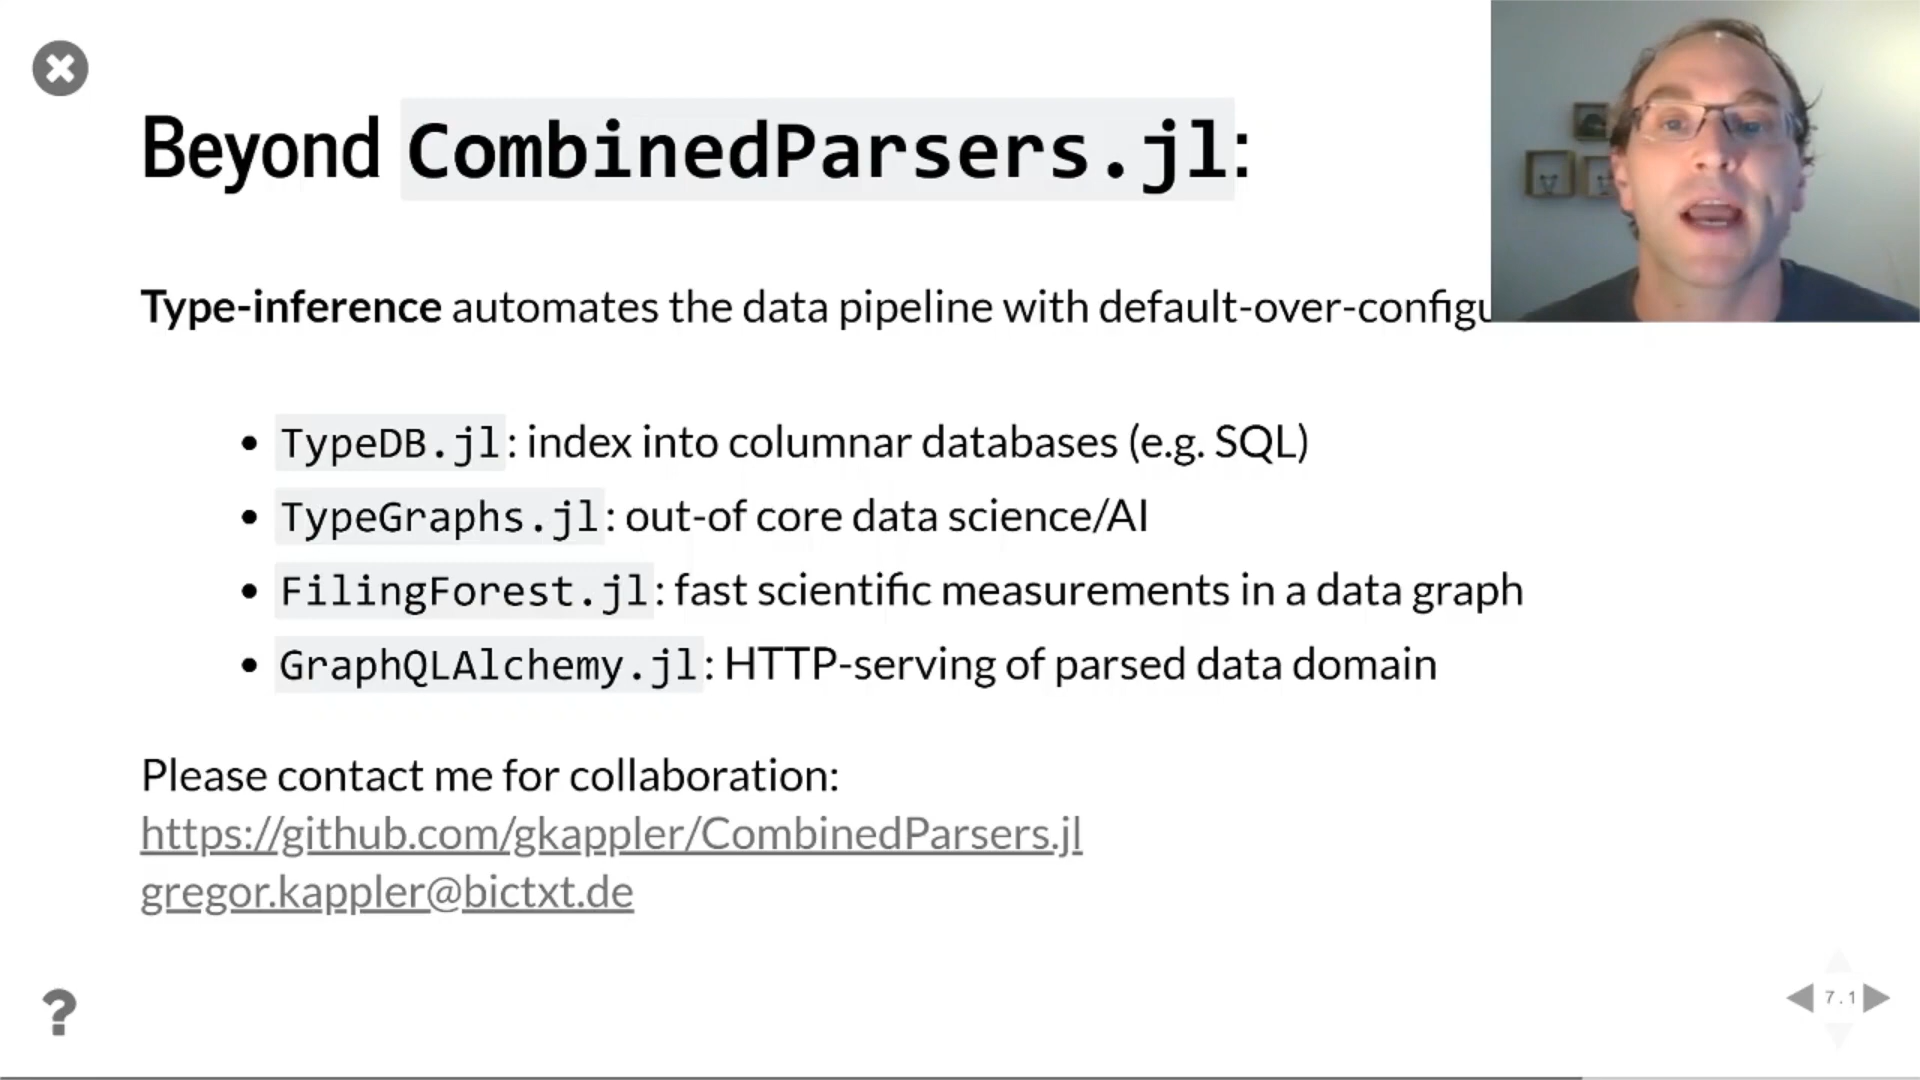 Beyond CombinedParsers.jl:
Type-inference automates the data pipeline with
• TypeDB.jl: index into columnar databases (e.g. SQL)
• TypeGraphs.jl: out-of core data science/AI
• FilingForest.jl: fast scientific measurements in a data graph
• GraphQLAlchemy.jl: HTTP-serving of parsed data domain
Please contact me for collaboration:
https://github.com/gkappler/CombinedParsers.jl
gregor.kappler@bictxt.de
?
7.1